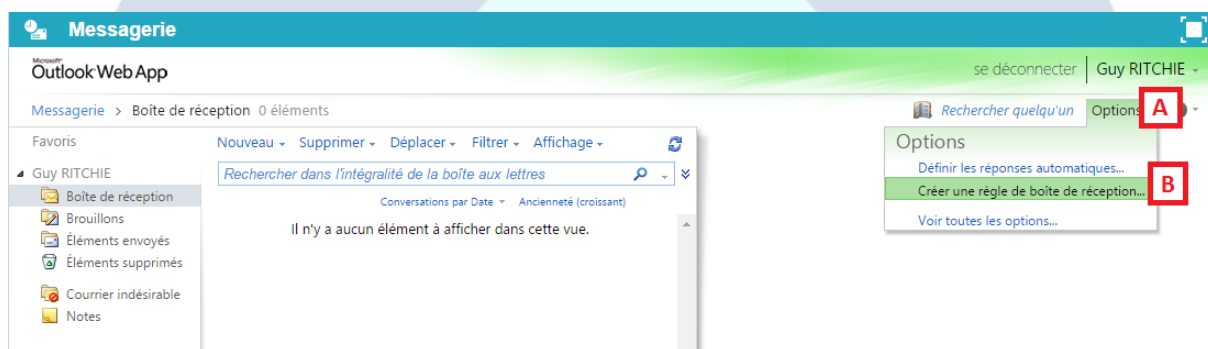 Messagerie
Microsoft®
Outlook Web App
se déconnecter Guy RITCHIE
Messagerie > Boîte de réception 0 éléments
Rechercher quelqu'un Options A
Favoris
Nouveau Supprimer Déplacer Filtrer Affichage
Options
Guy RITCHIE
Rechercher dans l'intégralité de la boîte aux lettres
Définir les réponses automatiques...
Boîte de réception
Conversations par Date Ancienneté (croissant)
Créer une règle de boîte de réception... B
Brouillons
Il n'y a aucun élément à afficher dans cette vue.
Voir toutes les options...
Éléments envoyés
Éléments supprimés
Courrier indésirable
Notes